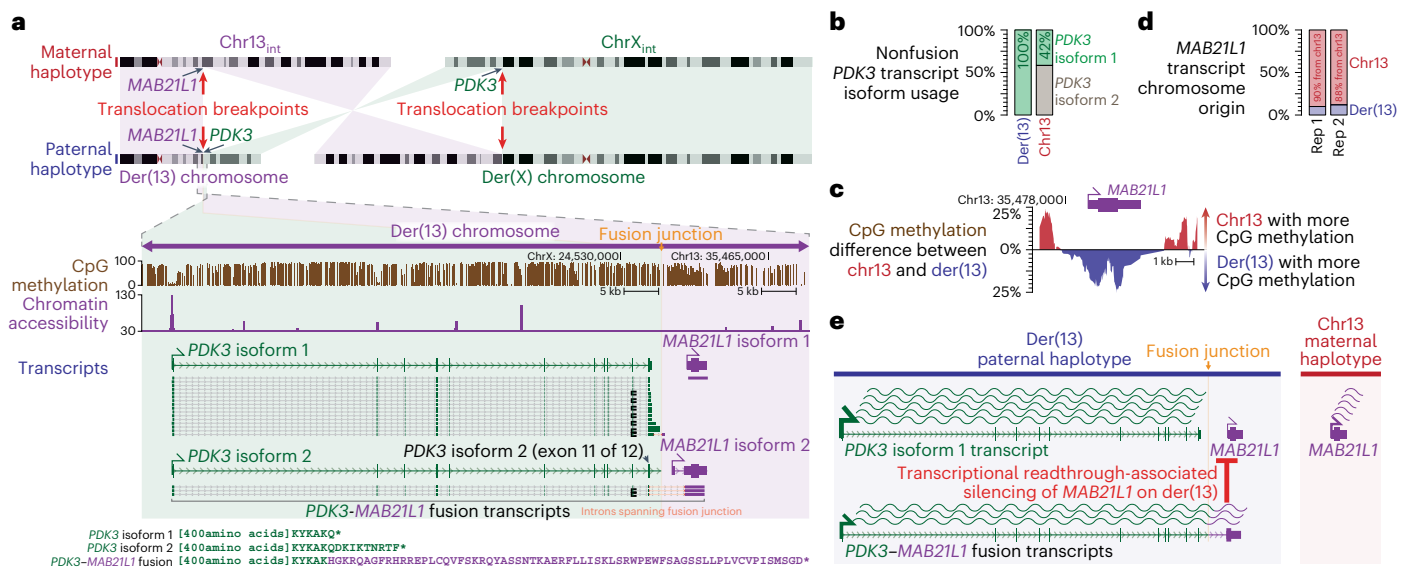 a
Maternal haplotype
Chr13int
ChrXint
MAB21L1
PDK3
Translocation breakpoints
Translocation breakpoints
Paternal haplotype
MAB21L1
PDK3
Der(13) chromosome
Der(X) chromosome
Der(13) chromosome
Fusion junction
CpG methylation
100
0
ChrX: 24,530,000
Chr13: 35,465,000
5 kb
5 kb
Chromatin accessibility
130
30
Transcripts
PDK3 isoform 1
MAB21L1 isoform 1
PDK3 isoform 2
PDK3 isoform 2 (exon 11 of 12)
MAB21L1 isoform 2
PDK3-MAB21L1 fusion transcripts
Introns spanning fusion junction
PDK3 isoform 1 [400amino acids]KYKAKQ*
PDK3 isoform 2 [400amino acids]KYKAKQDKIKTNRTF*
PDK3–MAB21L1 fusion [400amino acids]KYKAKHGKRQAGFRHRREPLCQVFSKRQYASSNTKAERFLLISKLSRWPEWFSAGSSLLPLVCVPISMSGD*
b
Nonfusion
PDK3 transcript
isoform usage
100%
50%
0%
100%
42%
PDK3
isoform 1
PDK3
isoform 2
Der(13)
Chr13
d
MAB21L1
transcript
chromosome
origin
100%
50%
0%
90% from chr13
88% from chr13
Chr13
Der(13)
Rep 1
Rep 2
c
CpG methylation
difference between
chr13 and der(13)
Chr13: 35,478,000
MAB21L1
25%
0%
25%
1 kb
Chr13 with more
CpG methylation
Der(13) with more
CpG methylation
e
Der(13)
paternal haplotype
Fusion junction
Chr13
maternal
haplotype
PDK3 isoform 1 transcript
MAB21L1
MAB21L1
Transcriptional readthrough-associated
silencing of MAB21L1 on der(13)
PDK3–MAB21L1 fusion transcripts